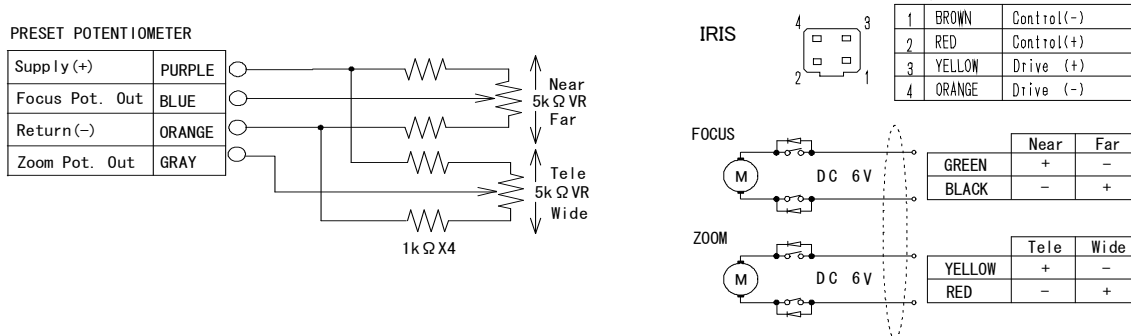 PRESET POTENTIOMETER
Supply(+) PURPLE
Focus Pot. Out BLUE
Return(-) ORANGE
Zoom Pot. Out GRAY
Near
5kΩVR
Far
Tele
5kΩVR
Wide
1kΩX4
IRIS
4 3
2 1
1 BROWN Control(-)
2 RED Control(+)
3 YELLOW Drive (+)
4 ORANGE Drive (-)
FOCUS
M
DC 6V
Near Far
GREEN + -
BLACK - +
ZOOM
M
DC 6V
Tele Wide
YELLOW + -
RED - +